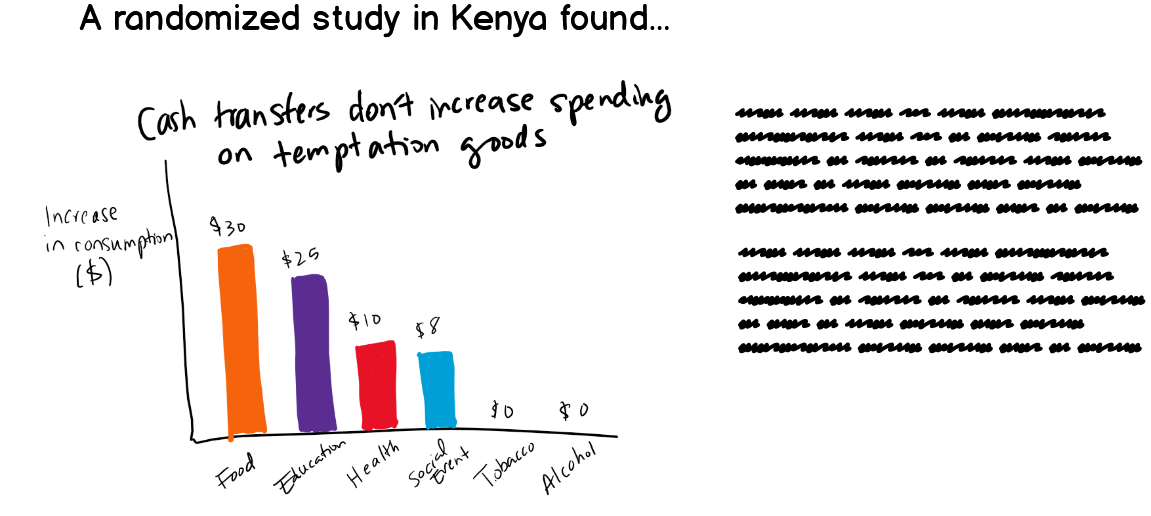 A randomized study in Kenya found...
Cash transfers don't increase spending
on temptation goods
Increase
in consumption
($)
$30
$25
$10
$8
$0
$0
Food
Education
Health
Social
Event
Tobacco
Alcohol